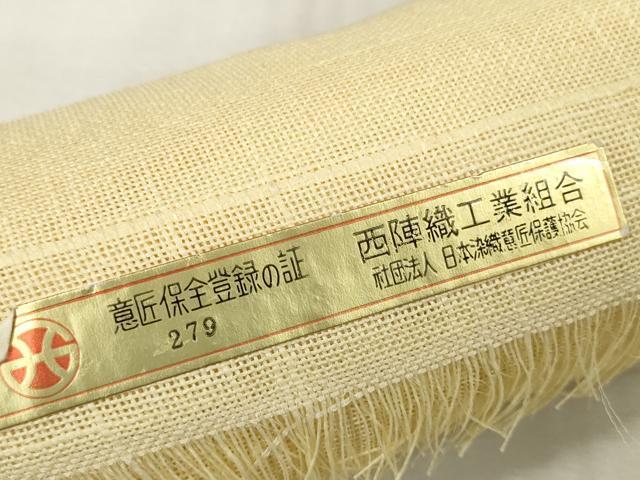 意匠保全登録の証
279
西陣織工業組合
社団法人 日本染織意匠保護協会